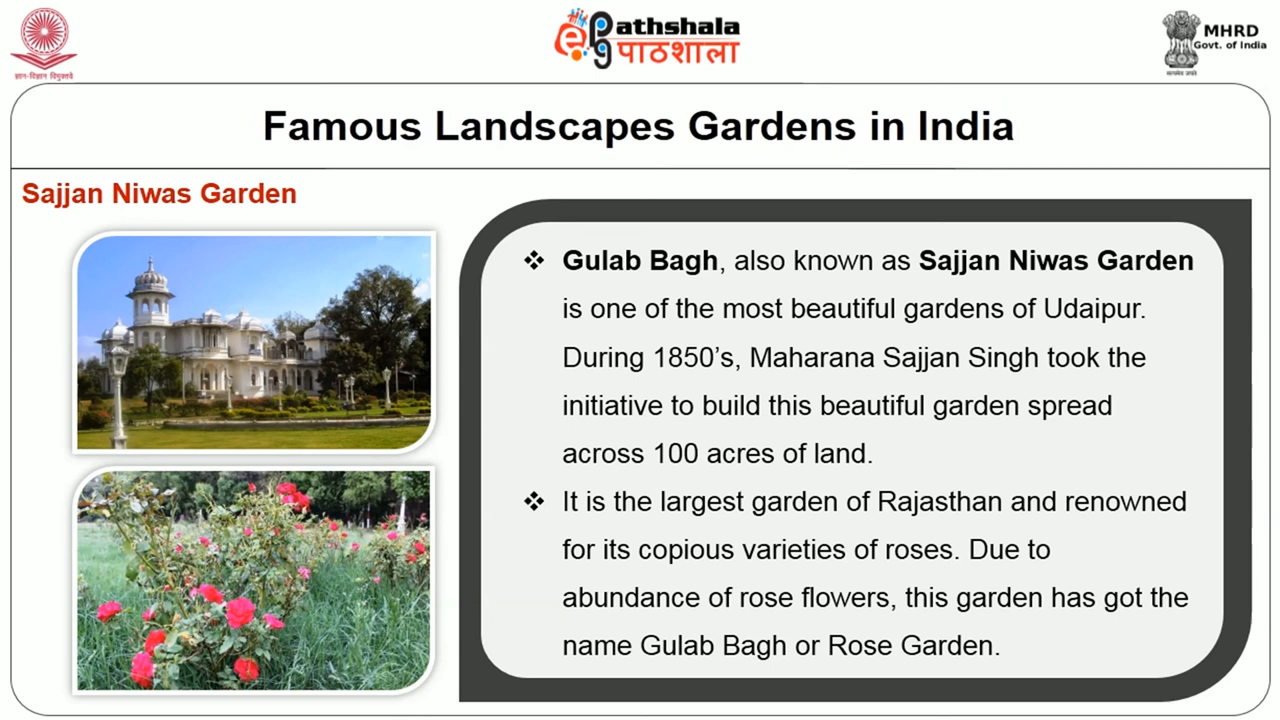 ज्ञान-विज्ञान विमुक्तये
ePathshala
पाठशाला
MHRD
Govt. of India
सत्यमेव जयते
Famous Landscapes Gardens in India
Sajjan Niwas Garden
❖ Gulab Bagh, also known as Sajjan Niwas Garden
is one of the most beautiful gardens of Udaipur.
During 1850’s, Maharana Sajjan Singh took the
initiative to build this beautiful garden spread
across 100 acres of land.
❖ It is the largest garden of Rajasthan and renowned
for its copious varieties of roses. Due to
abundance of rose flowers, this garden has got the
name Gulab Bagh or Rose Garden.